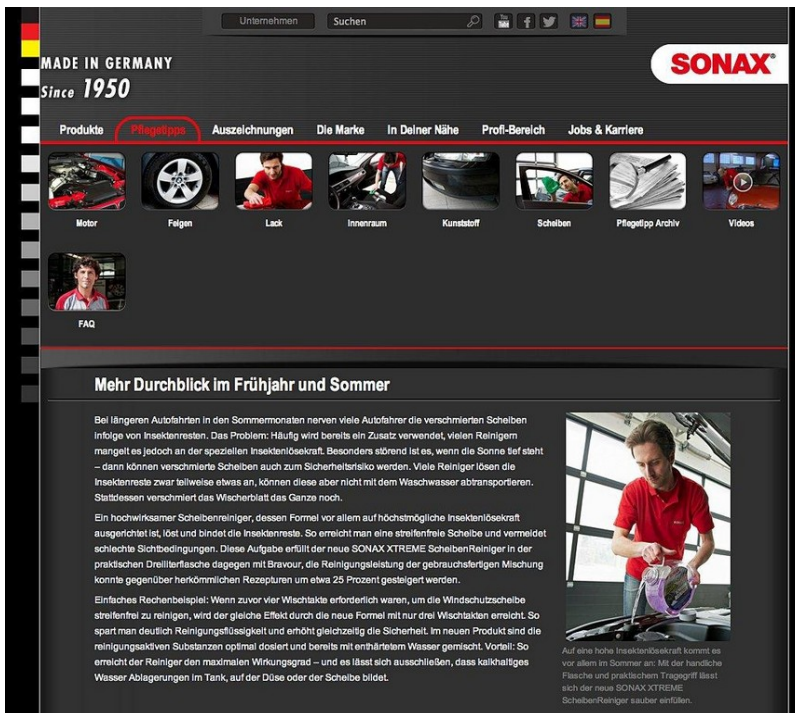 Unternehmen
Suchen
You
Tube
MADE IN GERMANY
Since 1950
SONAX®
Produkte
Pflegetipps
Auszeichnungen
Die Marke
In Deiner Nähe
Profi-Bereich
Jobs & Karriere
Motor
Felgen
Lack
Innenraum
Kunststoff
Scheiben
Pflegetipp Archiv
Videos
FAQ
Mehr Durchblick im Frühjahr und Sommer
Bei längeren Autofahrten in den Sommermonaten nerven viele Autofahrer die verschmierten Scheiben
infolge von Insektenresten. Das Problem: Häufig wird bereits ein Zusatz verwendet, vielen Reinigern
mangelt es jedoch an der speziellen Insektenlösekraft. Besonders störend ist es, wenn die Sonne tief steht
– dann können verschmierte Scheiben auch zum Sicherheitsrisiko werden. Viele Reiniger lösen die
Insektenreste zwar teilweise etwas an, können diese aber nicht mit dem Waschwasser abtransportieren.
Stattdessen verschmiert das Wischerblatt das Ganze noch.
Ein hochwirksamer Scheibenreiniger, dessen Formel vor allem auf höchstmögliche Insektenlösekraft
ausgerichtet ist, löst und bindet die Insektenreste. So erreicht man eine streifenfreie Scheibe und vermeidet
schlechte Sichtbedingungen. Diese Aufgabe erfüllt der neue SONAX XTREME ScheibenReiniger in der
praktischen Dreiliterflasche dagegen mit Bravour, die Reinigungsleistung der gebrauchsfertigen Mischung
konnte gegenüber herkömmlichen Rezepturen um etwa 25 Prozent gesteigert werden.
Einfaches Rechenbeispiel: Wenn zuvor vier Wischtakte erforderlich waren, um die Windschutzscheibe
streifenfrei zu reinigen, wird der gleiche Effekt durch die neue Formel mit nur drei Wischtakten erreicht. So
spart man deutlich Reinigungsflüssigkeit und erhöht gleichzeitig die Sicherheit. Im neuen Produkt sind die
reinigungsaktiven Substanzen optimal dosiert und bereits mit enthärtetem Wasser gemischt. Vorteil: So
erreicht der Reiniger den maximalen Wirkungsgrad – und es lässt sich ausschließen, dass kalkhaltiges
Wasser Ablagerungen im Tank, auf der Düse oder der Scheibe bildet.
Auf eine hohe Insektenlösekraft kommt es
vor allem im Sommer an: Mit der handliche
Flasche und praktischem Tragegriff lässt
sich der neue SONAX XTREME
ScheibenReiniger sauber einfüllen.